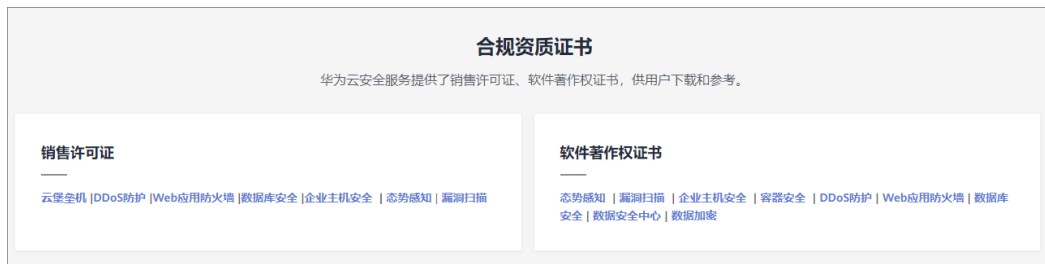 合规资质证书
华为云安全服务提供了销售许可证、软件著作权证书，供用户下载和参考。
销售许可证
云堡垒机 |DDoS防护 |Web应用防火墙 |数据库安全 |企业主机安全 | 态势感知 | 漏洞扫描
软件著作权证书
态势感知 | 漏洞扫描 | 企业主机安全 | 容器安全 | DDoS防护 | Web应用防火墙 | 数据库
安全 | 数据安全中心 | 数据加密